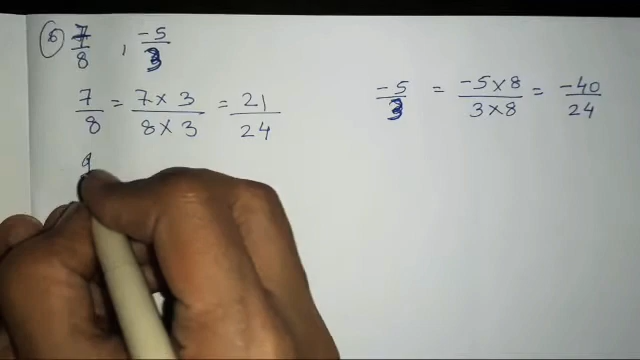 (6) 7/8 , -5/3
7/8 = 7×3/8×3 = 21/24
-5/3 = -5×8/3×8 = -40/24